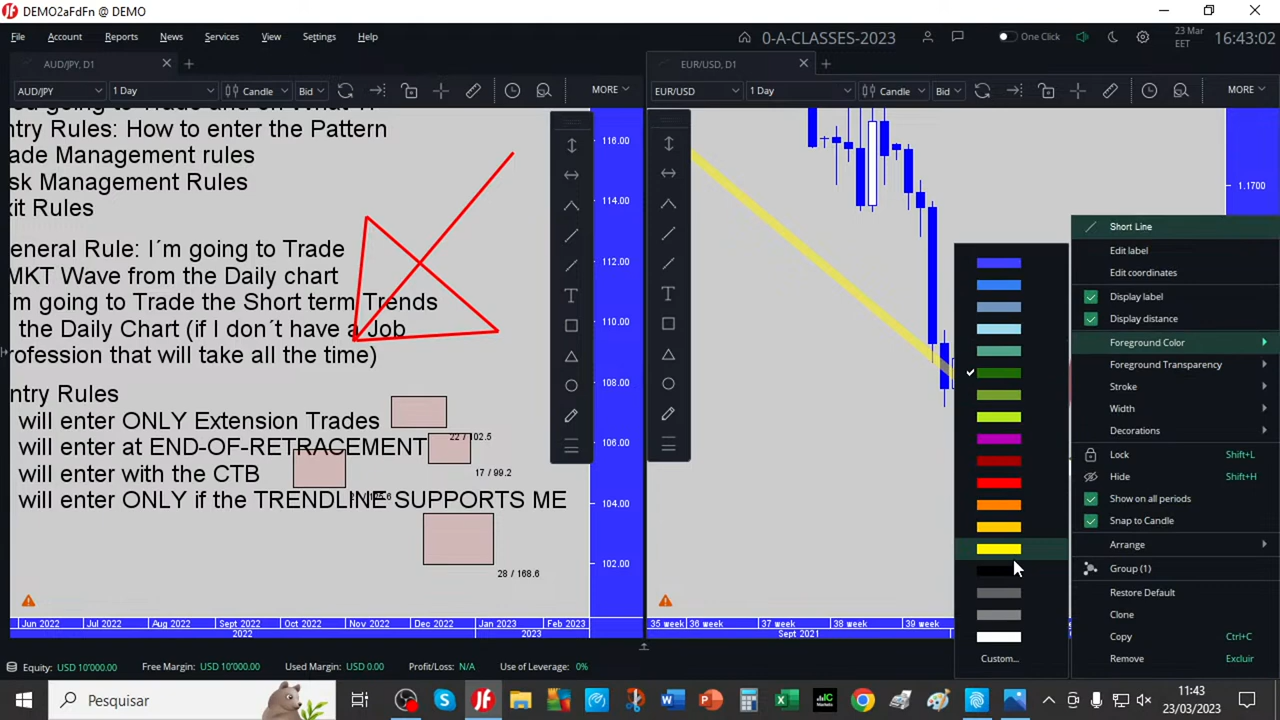 DEMO2aFdFn @ DEMO
File Account Reports News Services View Settings Help
0-A-CLASSES-2023
One Click
23 Mar
EET
16:43:02
AUD/JPY, D1
EUR/USD, D1
AUD/JPY 1 Day Candle Bid MORE
EUR/USD 1 Day Candle Bid MORE
ntry Rules: How to enter the Pattern
ade Management rules
sk Management Rules
xit Rules
eneral Rule: I´m going to Trade
MKT Wave from the Daily chart
´m going to Trade the Short term Trends
the Daily Chart (if I don´t have a Job
rofession that will take all the time)
ntry Rules
will enter ONLY Extension Trades
will enter at END-OF-RETRACEMENT
will enter with the CTB
will enter ONLY if the TRENDLINE SUPPORTS ME
22 / 102.5
17 / 99.2
28 / 168.6
116.00
114.00
112.00
110.00
108.00
106.00
104.00
102.00
Jun 2022 Jul 2022 Aug 2022 Sept 2022 Oct 2022 Nov 2022 Dec 2022 Jan 2023 Feb 2023
2022 2023
1.1700
35 week 36 week 37 week 38 week 39 week
Sept 2021
Custom...
Short Line
Edit label
Edit coordinates
Display label
Display distance
Foreground Color
Foreground Transparency
Stroke
Width
Decorations
Lock Shift+L
Hide Shift+H
Show on all periods
Snap to Candle
Arrange
Group (1)
Restore Default
Clone
Copy Ctrl+C
Remove Excluir
Equity: USD 10'000.00 Free Margin: USD 10'000.00 Used Margin: USD 0.00 Profit/Loss: N/A Use of Leverage: 0%
Pesquisar
11:43
23/03/2023